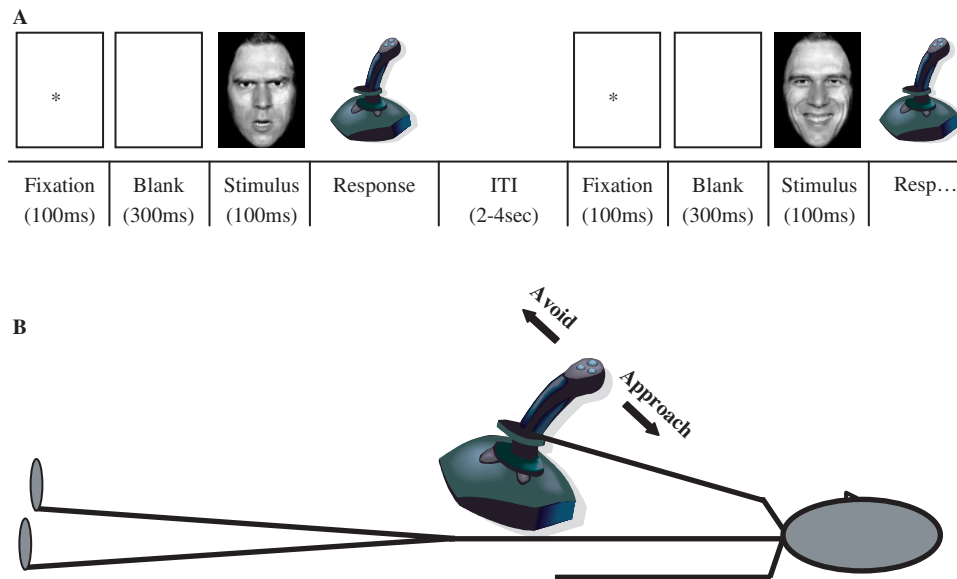 A
*
*
Fixation Blank Stimulus Response ITI Fixation Blank Stimulus Resp…
(100ms) (300ms) (100ms) (2-4sec) (100ms) (300ms) (100ms)
B
Avoid
Approach